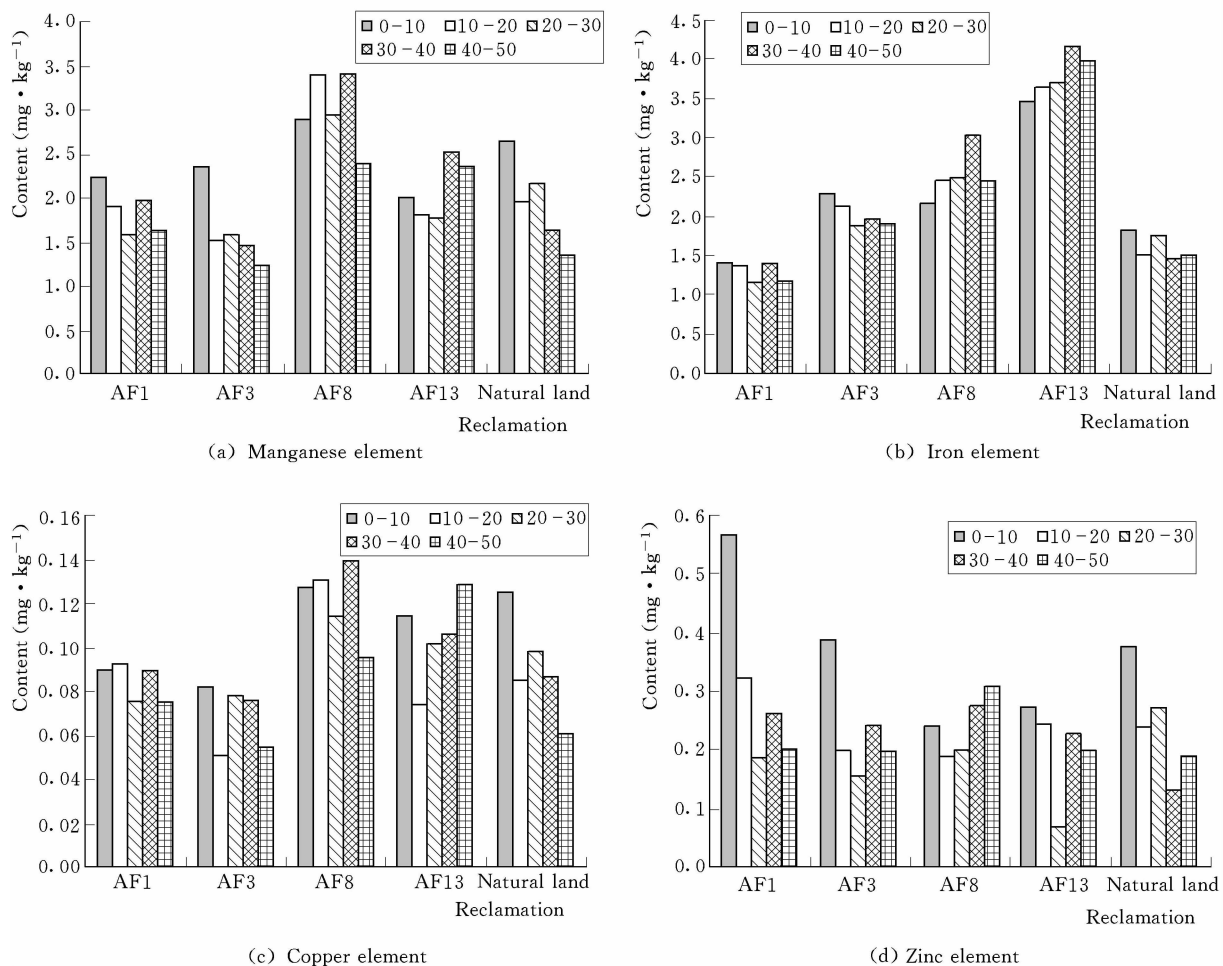 4.0
3.5
3.0
2.5
2.0
1.5
1.0
0.5
0.0
Content (mg·kg⁻¹)
0-10 10-20 20-30
30-40 40-50
AF1 AF3 AF8 AF13 Natural land
Reclamation
(a) Manganese element
4.5
4.0
3.5
3.0
2.5
2.0
1.5
1.0
0.5
0.0
Content (mg·kg⁻¹)
0-10 10-20 20-30
30-40 40-50
AF1 AF3 AF8 AF13 Natural land
Reclamation
(b) Iron element
0.16
0.14
0.12
0.10
0.08
0.06
0.04
0.02
0.00
Content (mg·kg⁻¹)
0-10 10-20 20-30
30-40 40-50
AF1 AF3 AF8 AF13 Natural land
Reclamation
(c) Copper element
0.6
0.5
0.4
0.3
0.2
0.1
0.0
Content (mg·kg⁻¹)
0-10 10-20 20-30
30-40 40-50
AF1 AF3 AF8 AF13 Natural land
Reclamation
(d) Zinc element